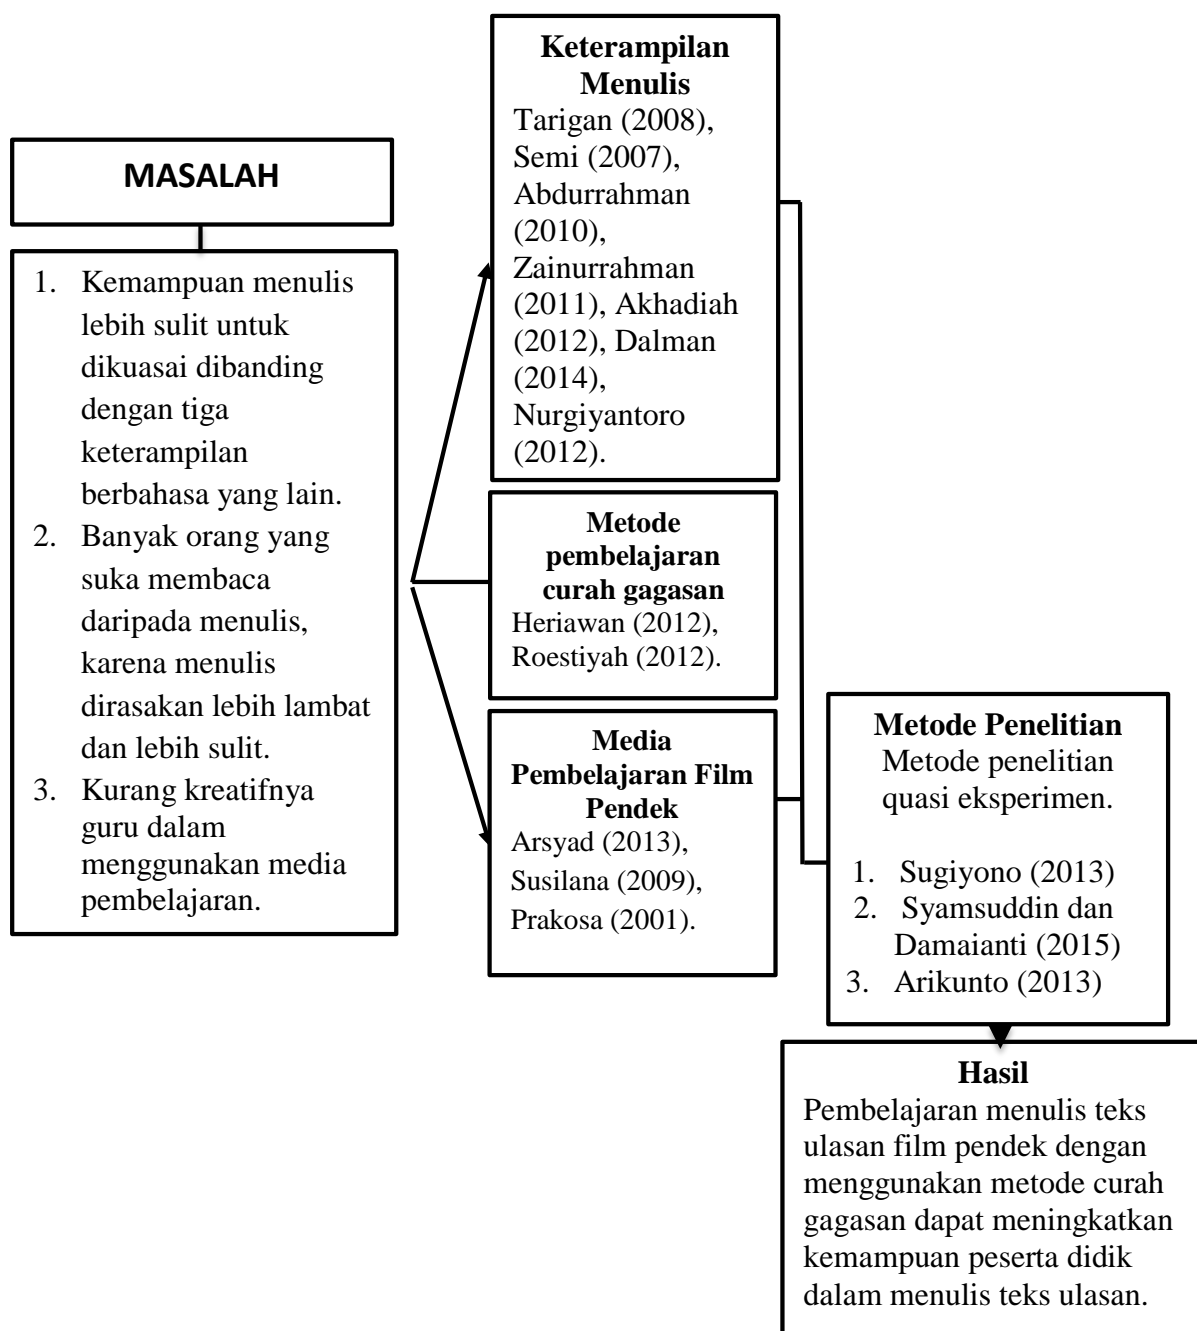 MASALAH
1. Kemampuan menulis
lebih sulit untuk
dikuasai dibanding
dengan tiga
keterampilan
berbahasa yang lain.
2. Banyak orang yang
suka membaca
daripada menulis,
karena menulis
dirasakan lebih lambat
dan lebih sulit.
3. Kurang kreatifnya
guru dalam
menggunakan media
pembelajaran.
Keterampilan
Menulis
Tarigan (2008),
Semi (2007),
Abdurrahman
(2010),
Zainurrahman
(2011), Akhadiah
(2012), Dalman
(2014),
Nurgiyantoro
(2012).
Metode
pembelajaran
curah gagasan
Heriawan (2012),
Roestiyah (2012).
Media
Pembelajaran Film
Pendek
Arsyad (2013),
Susilana (2009),
Prakosa (2001).
Metode Penelitian
Metode penelitian
quasi eksperimen.
1. Sugiyono (2013)
2. Syamsuddin dan
Damaianti (2015)
3. Arikunto (2013)
Hasil
Pembelajaran menulis teks
ulasan film pendek dengan
menggunakan metode curah
gagasan dapat meningkatkan
kemampuan peserta didik
dalam menulis teks ulasan.